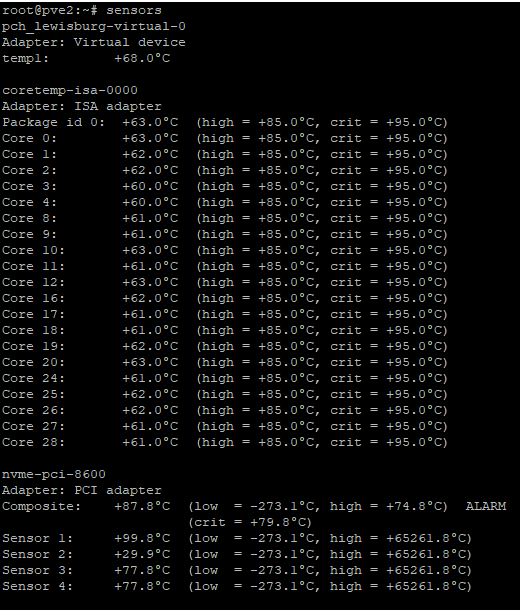 root@pve2:~# sensors
pch_lewisburg-virtual-0
Adapter: Virtual device
temp1:        +68.0°C

coretemp-isa-0000
Adapter: ISA adapter
Package id 0:  +63.0°C  (high = +85.0°C, crit = +95.0°C)
Core 0:        +63.0°C  (high = +85.0°C, crit = +95.0°C)
Core 1:        +62.0°C  (high = +85.0°C, crit = +95.0°C)
Core 2:        +62.0°C  (high = +85.0°C, crit = +95.0°C)
Core 3:        +60.0°C  (high = +85.0°C, crit = +95.0°C)
Core 4:        +60.0°C  (high = +85.0°C, crit = +95.0°C)
Core 8:        +61.0°C  (high = +85.0°C, crit = +95.0°C)
Core 9:        +61.0°C  (high = +85.0°C, crit = +95.0°C)
Core 10:       +63.0°C  (high = +85.0°C, crit = +95.0°C)
Core 11:       +61.0°C  (high = +85.0°C, crit = +95.0°C)
Core 12:       +63.0°C  (high = +85.0°C, crit = +95.0°C)
Core 16:       +62.0°C  (high = +85.0°C, crit = +95.0°C)
Core 17:       +61.0°C  (high = +85.0°C, crit = +95.0°C)
Core 18:       +61.0°C  (high = +85.0°C, crit = +95.0°C)
Core 19:       +62.0°C  (high = +85.0°C, crit = +95.0°C)
Core 20:       +63.0°C  (high = +85.0°C, crit = +95.0°C)
Core 24:       +61.0°C  (high = +85.0°C, crit = +95.0°C)
Core 25:       +62.0°C  (high = +85.0°C, crit = +95.0°C)
Core 26:       +62.0°C  (high = +85.0°C, crit = +95.0°C)
Core 27:       +61.0°C  (high = +85.0°C, crit = +95.0°C)
Core 28:       +61.0°C  (high = +85.0°C, crit = +95.0°C)

nvme-pci-8600
Adapter: PCI adapter
Composite:    +87.8°C  (low  = -273.1°C, high = +74.8°C)  ALARM
                       (crit = +79.8°C)
Sensor 1:     +99.8°C  (low  = -273.1°C, high = +65261.8°C)
Sensor 2:     +29.9°C  (low  = -273.1°C, high = +65261.8°C)
Sensor 3:     +77.8°C  (low  = -273.1°C, high = +65261.8°C)
Sensor 4:     +77.8°C  (low  = -273.1°C, high = +65261.8°C)